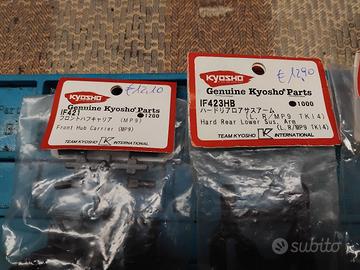 €12,10
KYOSHO
Genuine Kyosho Parts
IF421 ●1200
フロントハブキャリア (MP9)
Front Hub Carrier (MP9)
TEAM KYOSHO K INTERNATIONAL
€12,90
KYOSHO
Genuine Kyosho Parts
IF423HB ●1000
ハードリアロアサスアーム
(L,R/MP9 TKI4)
Hard Rear Lower Sus. Arm
(L,R/MP9 TKI4)
TEAM KYOSHO K INTERNATIONAL
subito